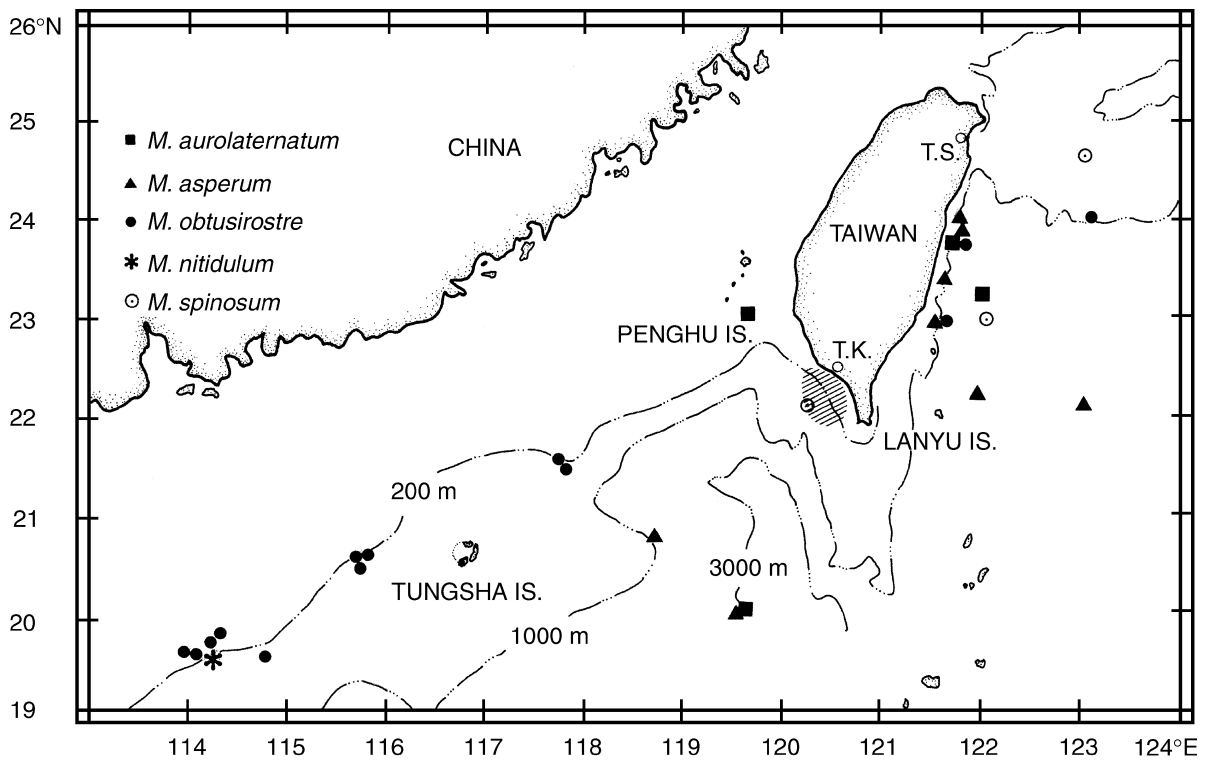 26°N
25
24
23
22
21
20
19
M. aurolaternatum
M. asperum
M. obtusirostre
M. nitidulum
M. spinosum
CHINA
T.S.
TAIWAN
PENGHU IS.
T.K.
LANYU IS.
200 m
TUNGSHA IS.
3000 m
1000 m
114 115 116 117 118 119 120 121 122 123 124°E